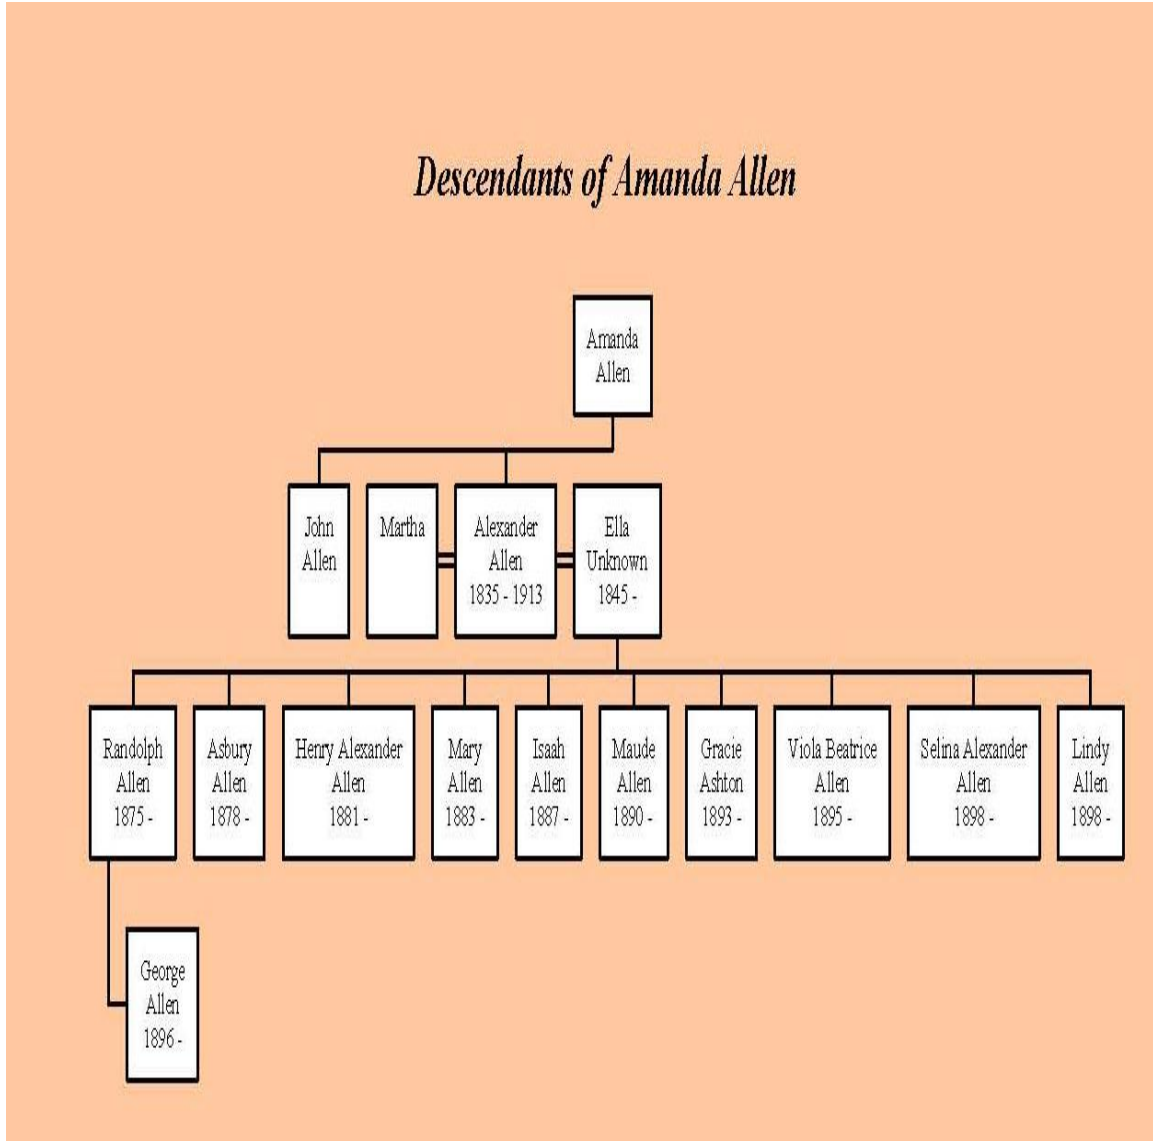 Descendants of Amanda Allen
Amanda
Allen
John
Allen
Martha
Alexander
Allen
1835 - 1913
Ella
Unknown
1845 -
Randolph
Allen
1875 -
Asbury
Allen
1878 -
Henry Alexander
Allen
1881 -
Mary
Allen
1883 -
Isaah
Allen
1887 -
Maude
Allen
1890 -
Gracie
Ashton
1893 -
Viola Beatrice
Allen
1895 -
Selina Alexander
Allen
1898 -
Lindy
Allen
1898 -
George
Allen
1896 -